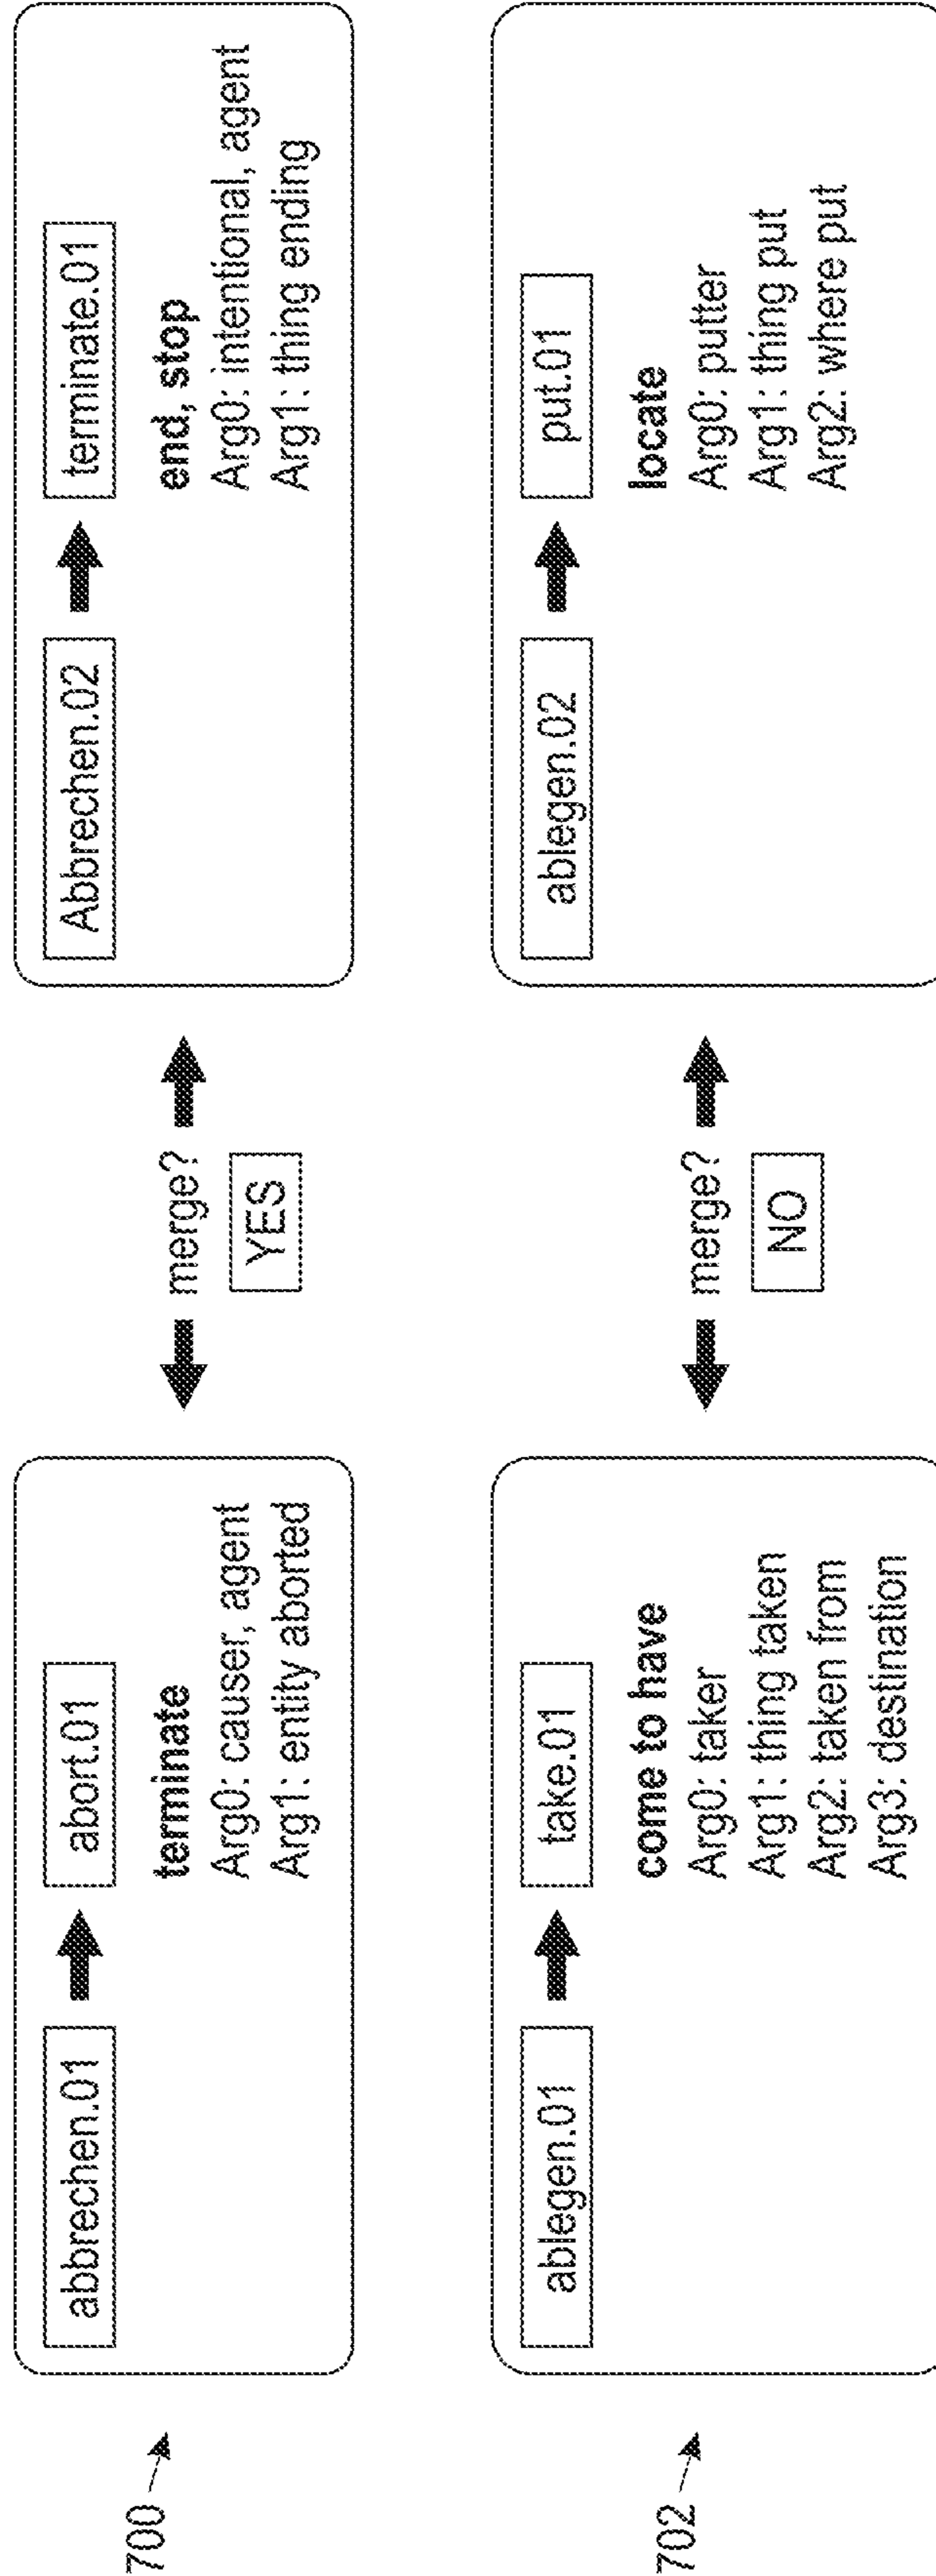 700
abbrechen.01
abort.01
terminate
Arg0: causer, agent
Arg1: entity aborted
merge?
YES
Abbrechen.02
terminate.01
end, stop
Arg0: intentional, agent
Arg1: thing ending
702
ablegen.01
take.01
come to have
Arg0: taker
Arg1: thing taken
Arg2: taken from
Arg3: destination
merge?
NO
ablegen.02
put.01
locate
Arg0: putter
Arg1: thing put
Arg2: where put